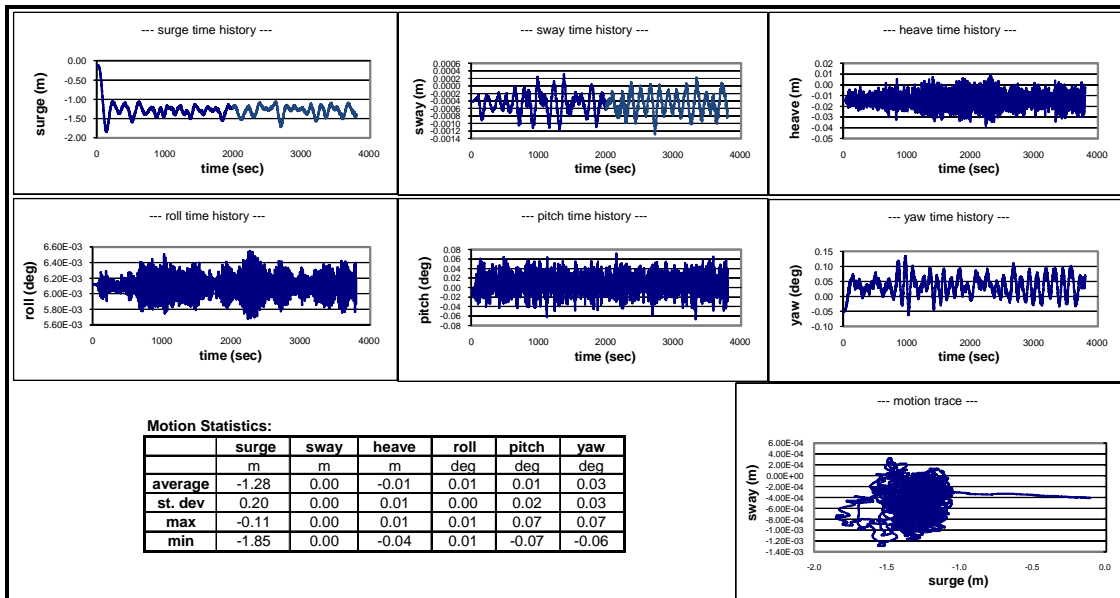 --- surge time history ---
surge (m)
0.00
-0.50
-1.00
-1.50
-2.00
0 1000 2000 3000 4000
time (sec)
--- sway time history ---
sway (m)
0.0006
0.0004
0.0002
0.0000
-0.0002
-0.0004
-0.0006
-0.0008
-0.0010
-0.0012
-0.0014
0 1000 2000 3000 4000
time (sec)
--- heave time history ---
heave (m)
0.02
0.01
0.00
-0.01
-0.02
-0.03
-0.04
-0.05
0 1000 2000 3000 4000
time (sec)
--- roll time history ---
roll (deg)
6.60E-03
6.40E-03
6.20E-03
6.00E-03
5.80E-03
5.60E-03
0 1000 2000 3000 4000
time (sec)
--- pitch time history ---
pitch (deg)
0.08
0.06
0.04
0.02
0.00
-0.02
-0.04
-0.06
-0.08
0 1000 2000 3000 4000
time (sec)
--- yaw time history ---
yaw (deg)
0.15
0.10
0.05
0.00
-0.05
-0.10
0 1000 2000 3000 4000
time (sec)
Motion Statistics:
surge sway heave roll pitch yaw
m m m deg deg deg
average -1.28 0.00 -0.01 0.01 0.01 0.03
st. dev 0.20 0.00 0.01 0.00 0.02 0.03
max -0.11 0.00 0.01 0.01 0.07 0.07
min -1.85 0.00 -0.04 0.01 -0.07 -0.06
--- motion trace ---
sway (m)
6.00E-04
4.00E-04
2.00E-04
0.00E+00
-2.00E-04
-4.00E-04
-6.00E-04
-8.00E-04
-1.00E-03
-1.20E-03
-1.40E-03
-2.0 -1.5 -1.0 -0.5 0.0
surge (m)